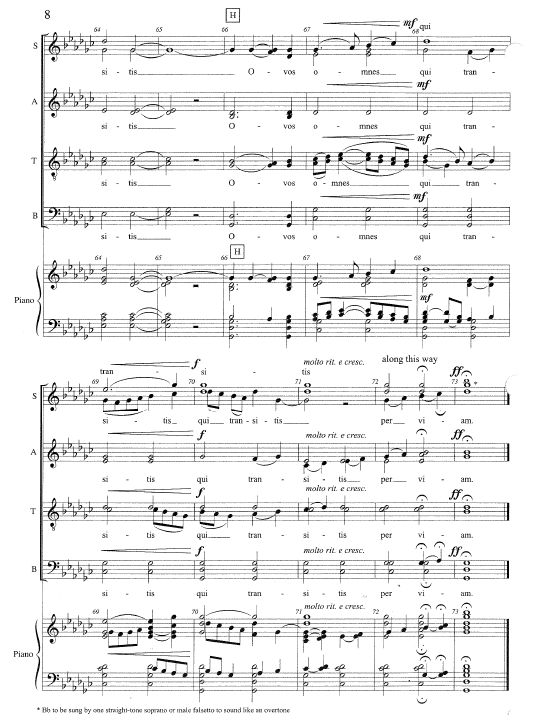 8
H
64 65 66 67 mf qui 68
S
si - tis O - vos o - mnes qui tran-
mf
A
si - tis O - vos o - mnes qui tran-
mf
T
si - tis O - vos o - mnes qui tran-
mf
B
si - tis O - vos o - mnes qui tran-
H
64 65 66 67 68
Piano
mf
tran - si - tis molto rit. e cresc. along this way
69 f 70 71 72 ff 73 *
S
si - tis qui tran - si - tis per vi - am.
f molto rit. e cresc. ff
A
si - tis qui tran - si - tis per vi - am.
f molto rit. e cresc. ff
T
si - tis qui tran - si - tis per vi - am.
f molto rit. e cresc. ff
B
si - tis qui tran - si - tis per vi - am.
molto rit. e cresc.
69 70 71 72 73
Piano
* Bb to be sung by one straight-tone soprano or male falsetto to sound like an overtone